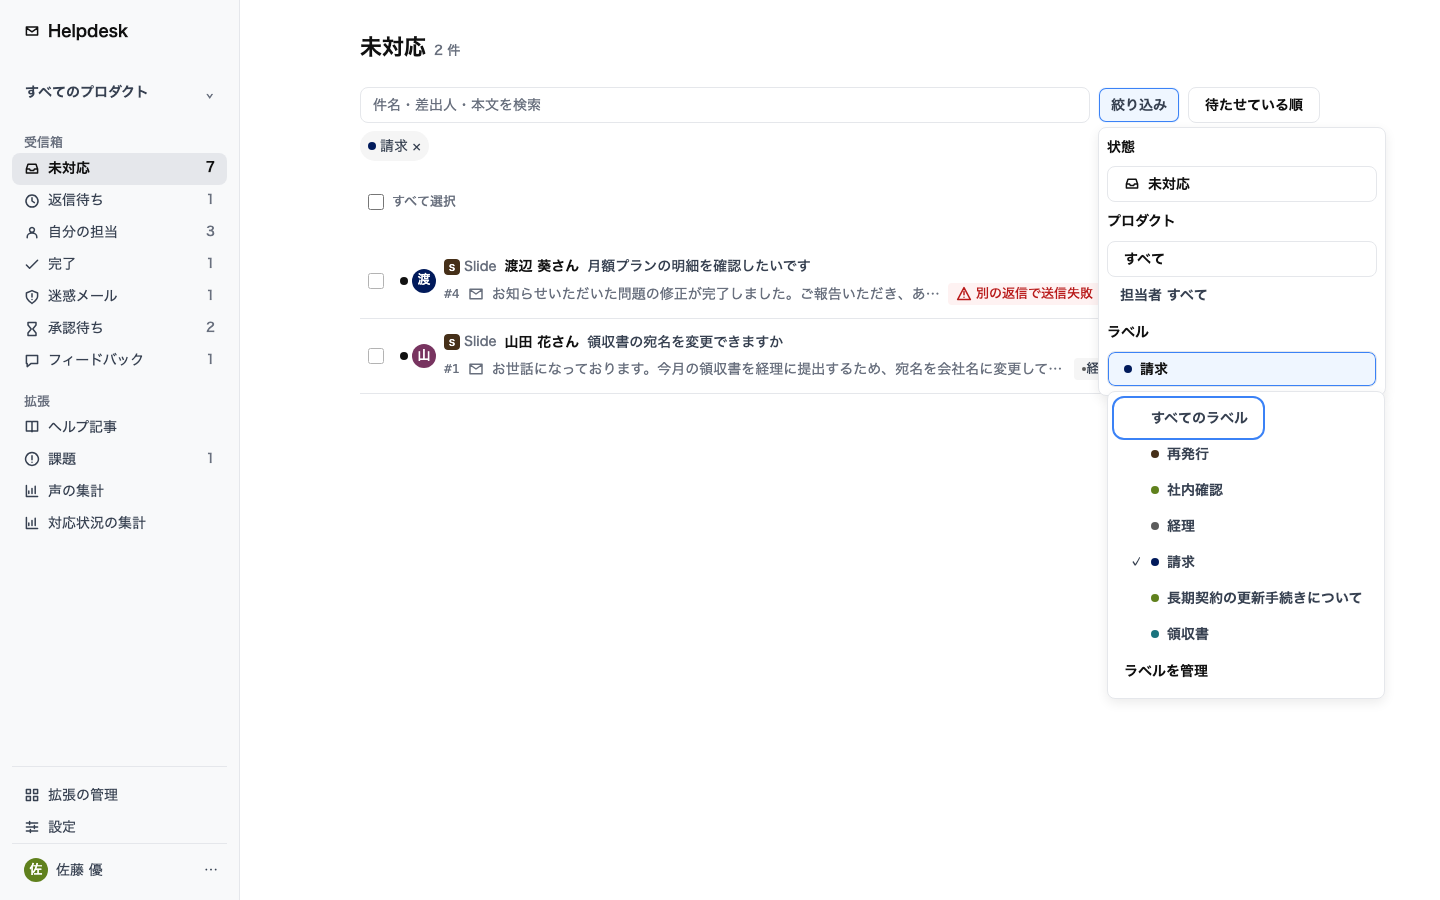 Helpdesk
すべてのプロダクト
受信箱
未対応 7
返信待ち 1
自分の担当 3
完了 1
迷惑メール 1
承認待ち 2
フィードバック 1
拡張
ヘルプ記事
課題 1
声の集計
対応状況の集計
拡張の管理
設定
佐 佐藤 優 …
未対応 2 件
件名・差出人・本文を検索
絞り込み
待たせている順
請求 ×
すべて選択
渡 S Slide 渡辺 葵さん 月額プランの明細を確認したいです
#4 お知らせいただいた問題の修正が完了しました。ご報告いただき、あ… 別の返信で送信失敗
山 S Slide 山田 花さん 領収書の宛名を変更できますか
#1 お世話になっております。今月の領収書を経理に提出するため、宛名を会社名に変更して…
状態
未対応
プロダクト
すべて
担当者 すべて
ラベル
請求
すべてのラベル
再発行
社内確認
経理
✓ 請求
長期契約の更新手続きについて
領収書
ラベルを管理